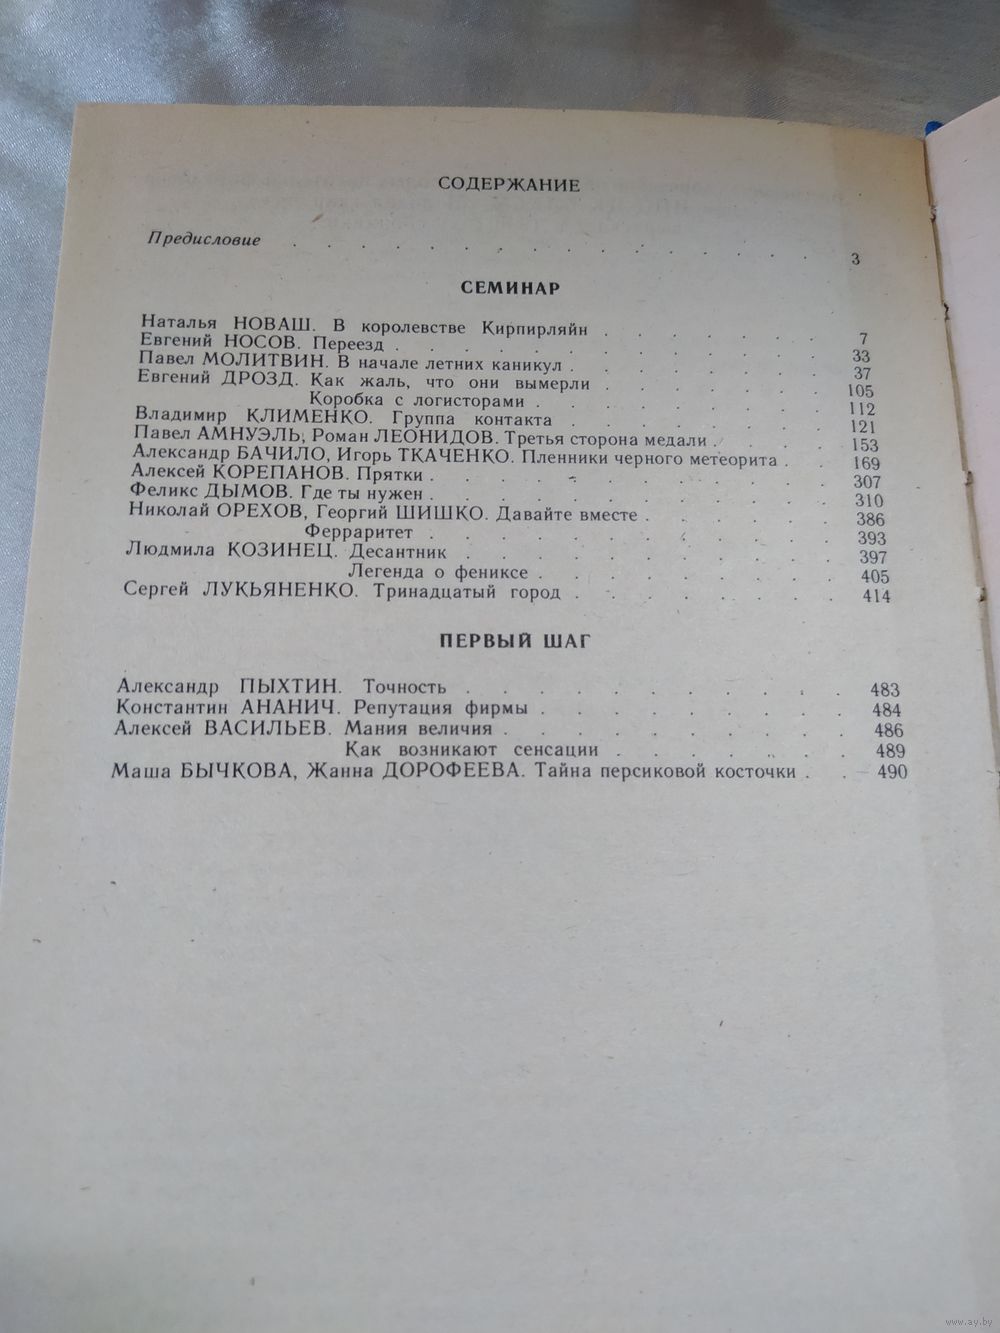 СОДЕРЖАНИЕ
Предисловие . . . . . . . . . . . . . . . 3
СЕМИНАР
Наталья НОВАШ. В королевстве Кирпирляйн . . . . . . 7
Евгений НОСОВ. Переезд . . . . . . . . . . 33
Павел МОЛИТВИН. В начале летних каникул . . . . . . 37
Евгений ДРОЗД. Как жаль, что они вымерли . . . . . . 105
Коробка с логисторами . . . . . . . 112
Владимир КЛИМЕНКО. Группа контакта . . . . . . 121
Павел АМНУЭЛЬ, Роман ЛЕОНИДОВ. Третья сторона медали . . . 153
Александр БАЧИЛО, Игорь ТКАЧЕНКО. Пленники черного метеорита . . 169
Алексей КОРЕПАНОВ. Прятки . . . . . . . . . 307
Феликс ДЫМОВ. Где ты нужен . . . . . . . . . 310
Николай ОРЕХОВ, Георгий ШИШКО. Давайте вместе . . . . . 386
Ферраритет . . . . . . . . . 393
Людмила КОЗИНЕЦ. Десантник . . . . . . . . 397
Легенда о фениксе . . . . . . . 405
Сергей ЛУКЬЯНЕНКО. Тринадцатый город . . . . . . 414
ПЕРВЫЙ ШАГ
Александр ПЫХТИН. Точность . . . . . . . . . 483
Константин АНАНИЧ. Репутация фирмы . . . . . . . 484
Алексей ВАСИЛЬЕВ. Мания величия . . . . . . . . 486
Как возникают сенсации . . . . . . 489
Маша БЫЧКОВА, Жанна ДОРОФЕЕВА. Тайна персиковой косточки . . 490
www.ay.by